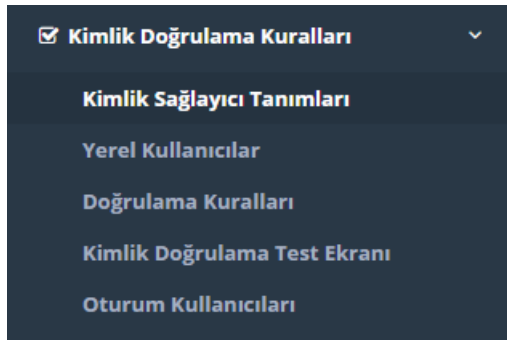 Kimlik Doğrulama Kuralları
Kimlik Sağlayıcı Tanımları
Yerel Kullanıcılar
Doğrulama Kuralları
Kimlik Doğrulama Test Ekranı
Oturum Kullanıcıları